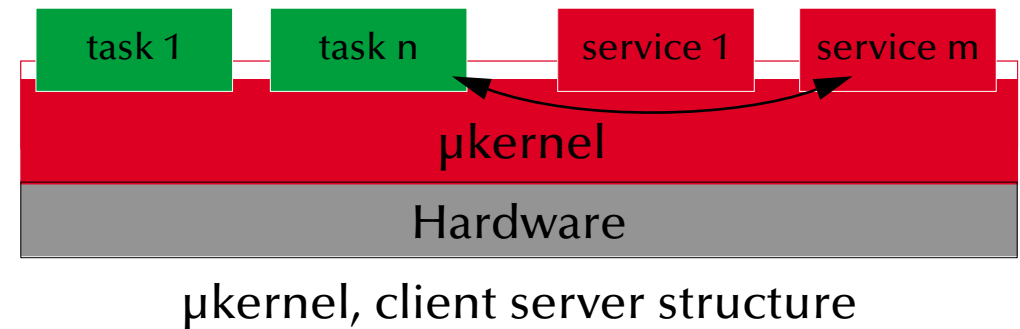 task 1 task n service 1 service m
µkernel
Hardware
µkernel, client server structure